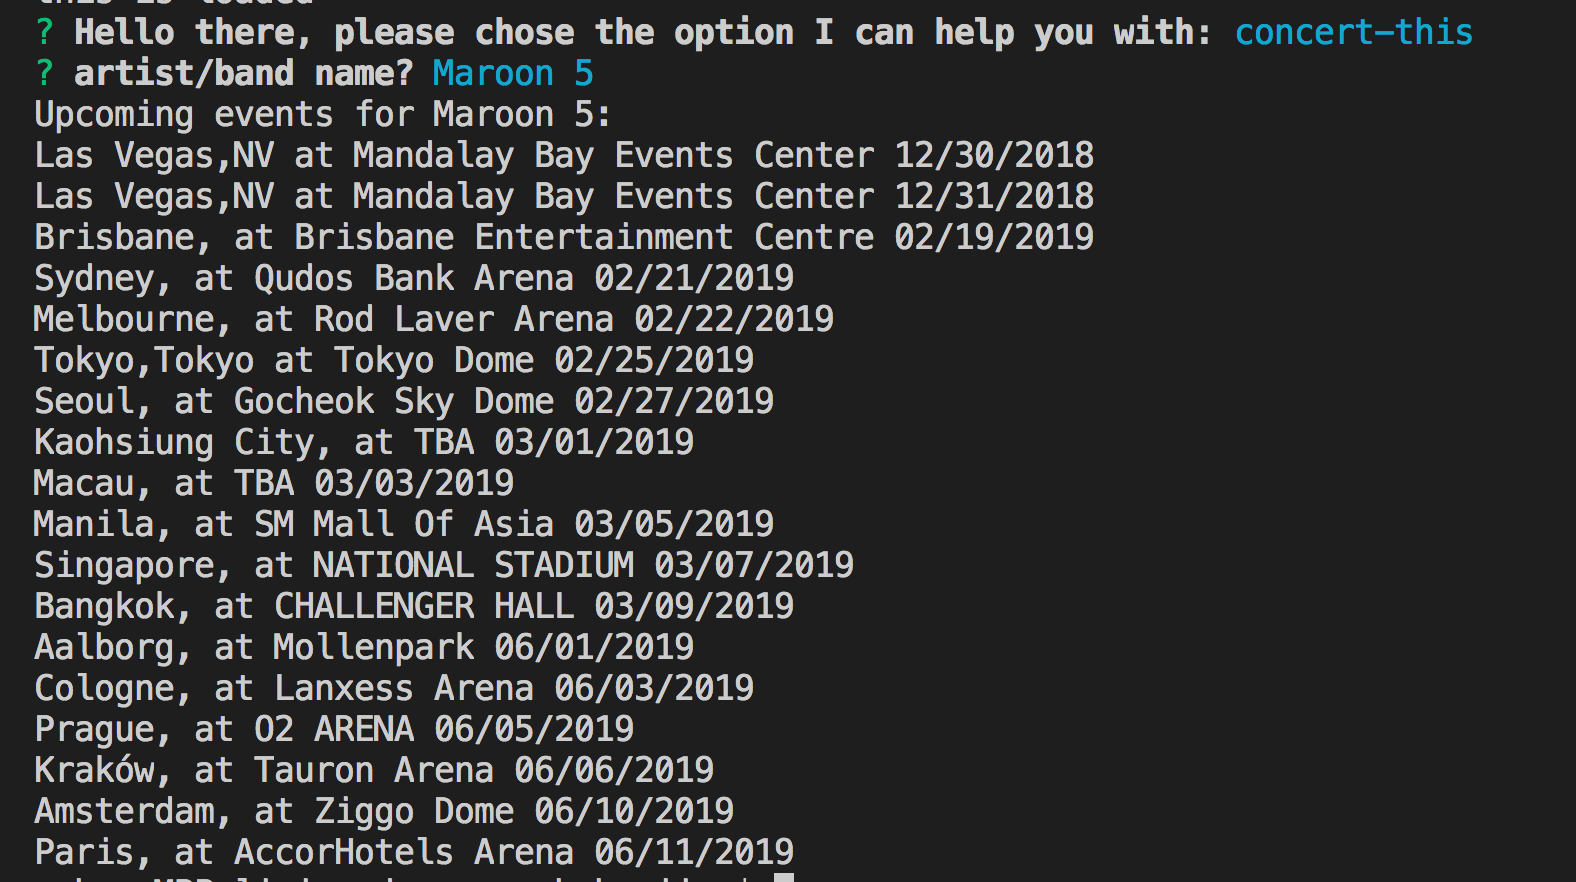 this is loaded
? Hello there, please chose the option I can help you with: concert-this
? artist/band name? Maroon 5
Upcoming events for Maroon 5:
Las Vegas,NV at Mandalay Bay Events Center 12/30/2018
Las Vegas,NV at Mandalay Bay Events Center 12/31/2018
Brisbane, at Brisbane Entertainment Centre 02/19/2019
Sydney, at Qudos Bank Arena 02/21/2019
Melbourne, at Rod Laver Arena 02/22/2019
Tokyo,Tokyo at Tokyo Dome 02/25/2019
Seoul, at Gocheok Sky Dome 02/27/2019
Kaohsiung City, at TBA 03/01/2019
Macau, at TBA 03/03/2019
Manila, at SM Mall Of Asia 03/05/2019
Singapore, at NATIONAL STADIUM 03/07/2019
Bangkok, at CHALLENGER HALL 03/09/2019
Aalborg, at Mollenpark 06/01/2019
Cologne, at Lanxess Arena 06/03/2019
Prague, at O2 ARENA 06/05/2019
Kraków, at Tauron Arena 06/06/2019
Amsterdam, at Ziggo Dome 06/10/2019
Paris, at AccorHotels Arena 06/11/2019